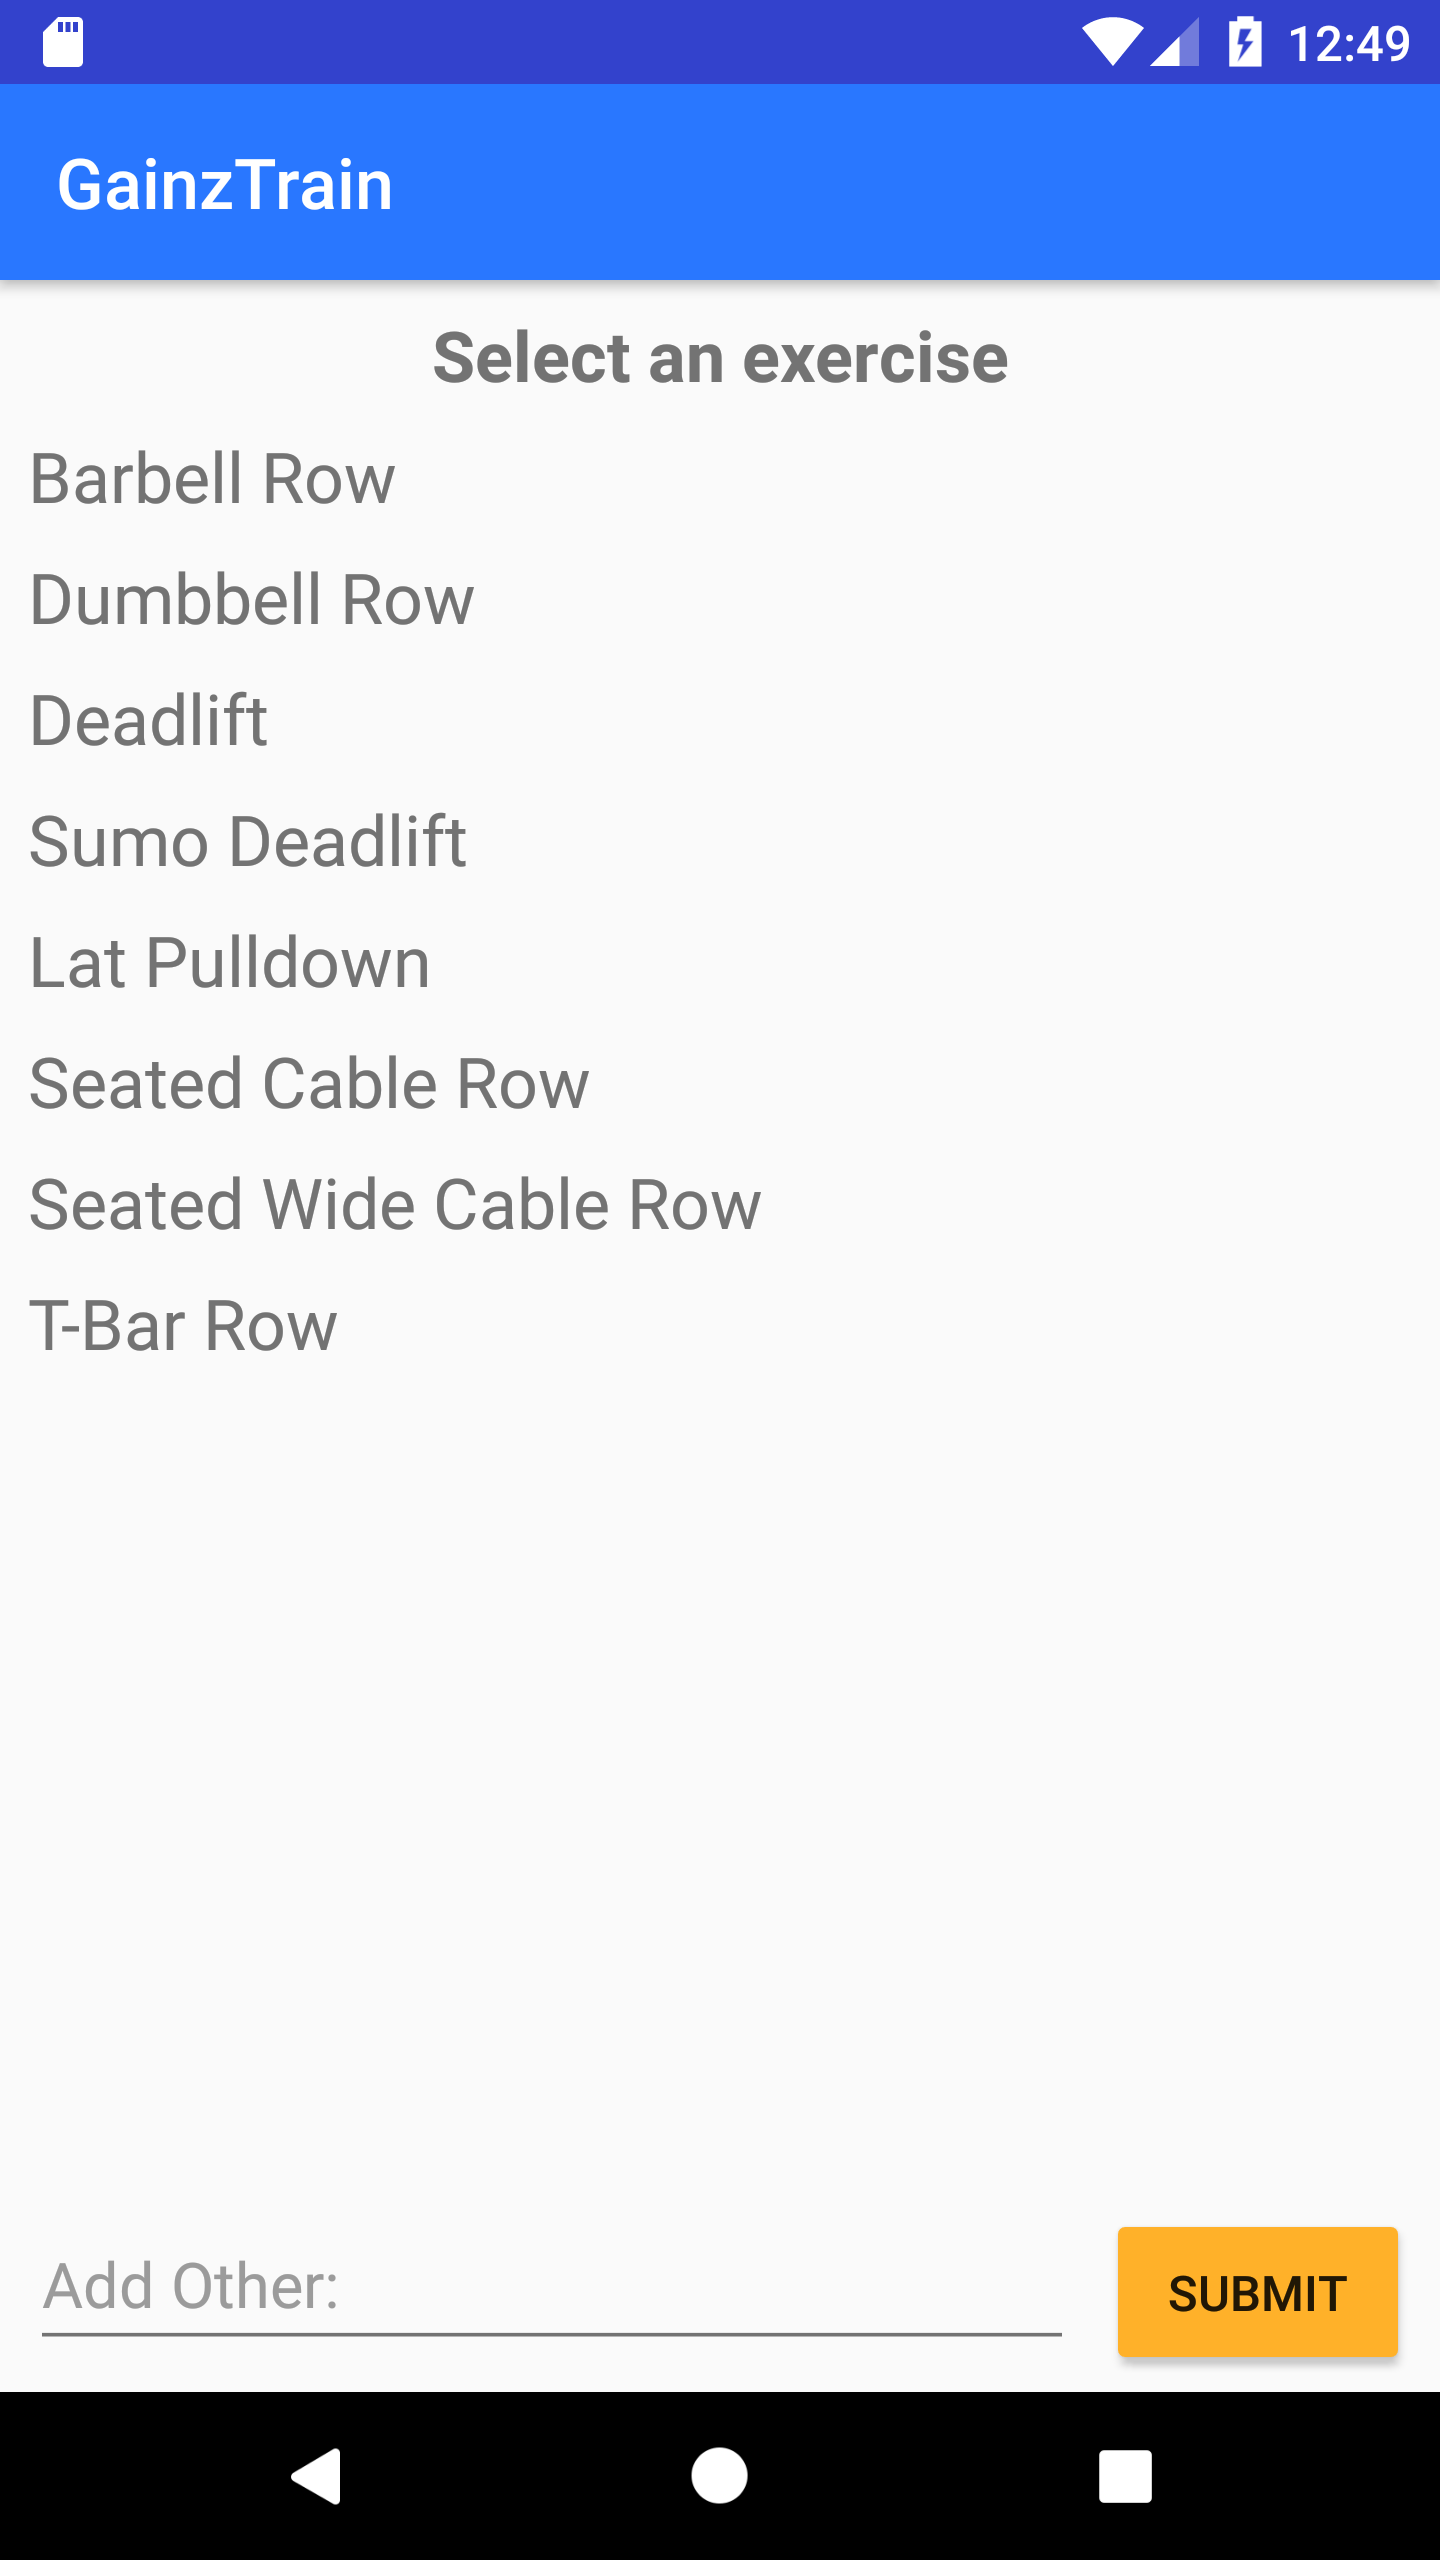 12:49
GainzTrain
Select an exercise
Barbell Row
Dumbbell Row
Deadlift
Sumo Deadlift
Lat Pulldown
Seated Cable Row
Seated Wide Cable Row
T-Bar Row
Add Other:
SUBMIT